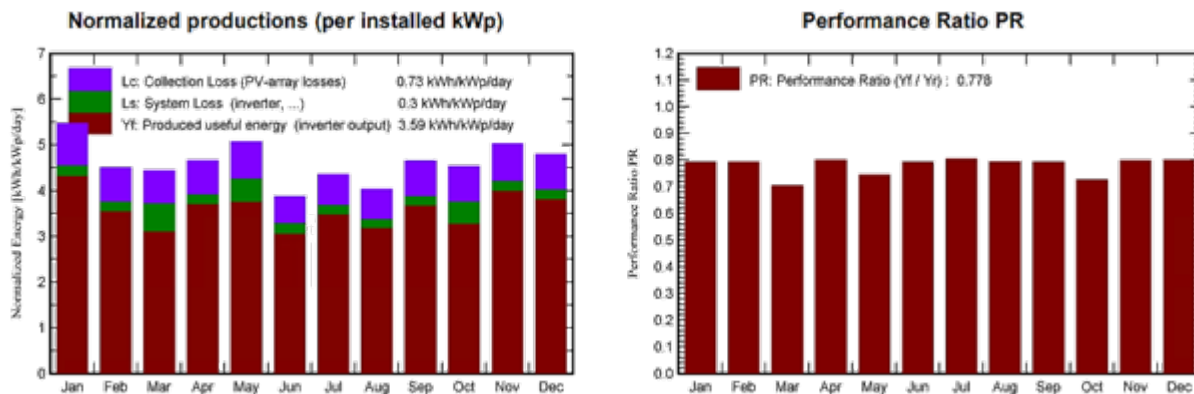 Normalized productions (per installed kWp)
7
6
5
4
3
2
1
0
Normalized Energy [kWh/kWp/day]
Lc: Collection Loss (PV-array losses) 0.73 kWh/kWp/day
Ls: System Loss (inverter, ...) 0.3 kWh/kWp/day
Yf: Produced useful energy (inverter output) 3.59 kWh/kWp/day
Jan Feb Mar Apr May Jun Jul Aug Sep Oct Nov Dec
Performance Ratio PR
1.2
1.1
1.0
0.9
0.8
0.7
0.6
0.5
0.4
0.3
0.2
0.1
0.0
Performance Ratio PR
PR: Performance Ratio (Yf / Yr) : 0.778
Jan Feb Mar Apr May Jun Jul Aug Sep Oct Nov Dec